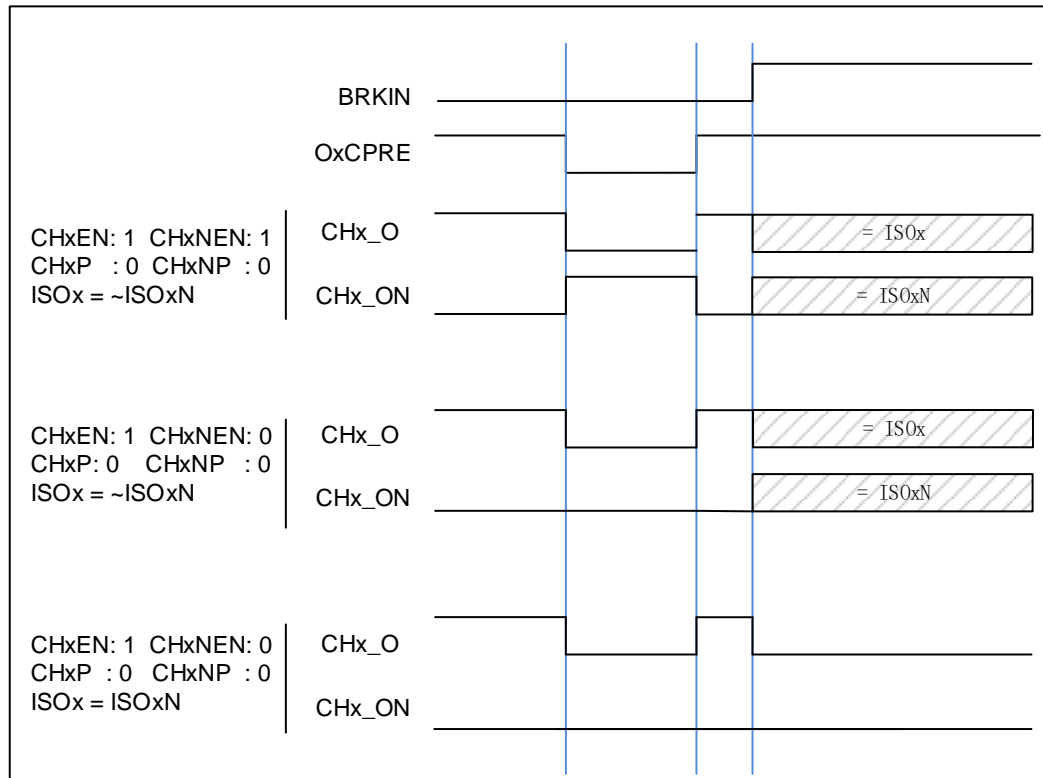 BRKIN
OxCPRE
CHxEN: 1 CHxNEN: 1
CHxP : 0 CHxNP : 0
ISOx = ~ISOxN
CHx_O
= ISOx
CHx_ON
= ISOxN
CHxEN: 1 CHxNEN: 0
CHxP: 0 CHxNP : 0
ISOx = ~ISOxN
CHx_O
= ISOx
CHx_ON
= ISOxN
CHxEN: 1 CHxNEN: 0
CHxP : 0 CHxNP : 0
ISOx = ISOxN
CHx_O
CHx_ON